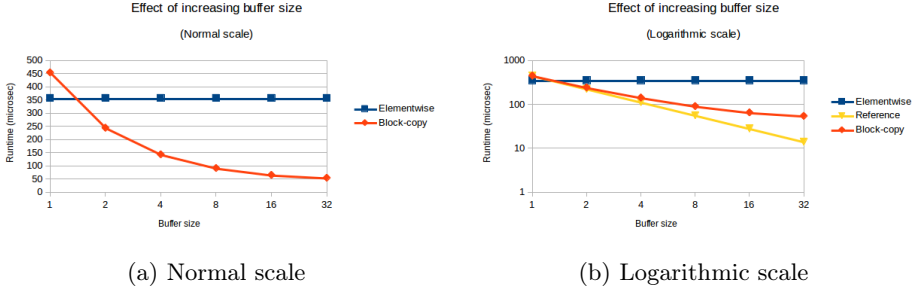 Effect of increasing buffer size
(Normal scale)
500
450
400
350
300
250
200
150
100
50
0
Runtime (microsec)
1 2 4 8 16 32
Buffer size
Elementwise
Block-copy
(a) Normal scale
Effect of increasing buffer size
(Logarithmic scale)
1000
100
10
1
Runtime (microsec)
1 2 4 8 16 32
Buffer size
Elementwise
Reference
Block-copy
(b) Logarithmic scale